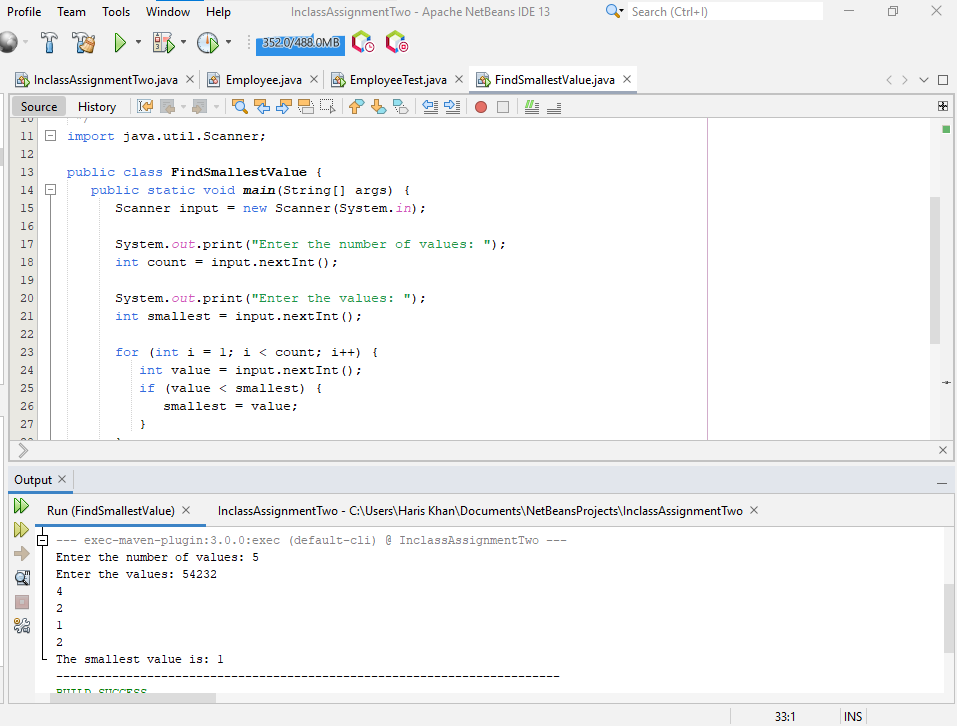 Profile Team Tools Window Help InclassAssignmentTwo - Apache NetBeans IDE 13 Search (Ctrl+I)
352.0/488.0MB
InclassAssignmentTwo.java Employee.java EmployeeTest.java FindSmallestValue.java
Source History
10 */
11 import java.util.Scanner;
12
13 public class FindSmallestValue {
14 public static void main(String[] args) {
15 Scanner input = new Scanner(System.in);
16
17 System.out.print("Enter the number of values: ");
18 int count = input.nextInt();
19
20 System.out.print("Enter the values: ");
21 int smallest = input.nextInt();
22
23 for (int i = 1; i < count; i++) {
24 int value = input.nextInt();
25 if (value < smallest) {
26 smallest = value;
27 }
Output
Run (FindSmallestValue) InclassAssignmentTwo - C:\Users\Haris Khan\Documents\NetBeansProjects\InclassAssignmentTwo
--- exec-maven-plugin:3.0.0:exec (default-cli) @ InclassAssignmentTwo ---
Enter the number of values: 5
Enter the values: 54232
4
2
1
2
The smallest value is: 1
------------------------------------------------------------------------
BUILD SUCCESS
33:1 INS